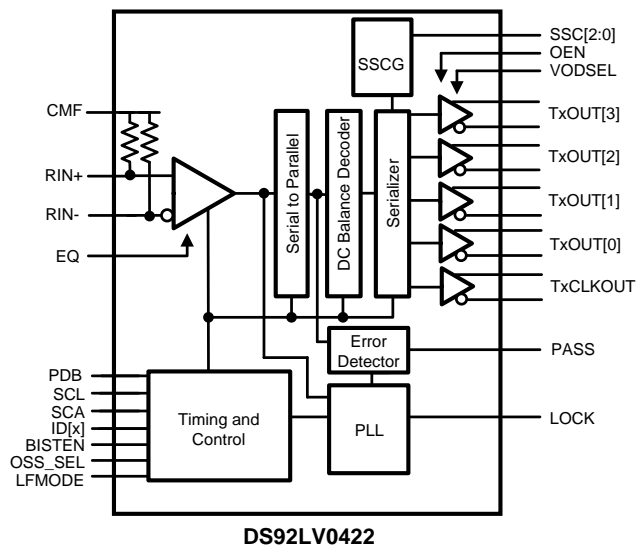 SSC[2:0]
OEN
VODSEL
SSCG
CMF
TxOUT[3]
RIN+
TxOUT[2]
RIN-
TxOUT[1]
EQ
TxOUT[0]
TxCLKOUT
Serial to Parallel
DC Balance Decoder
Serializer
Error
Detector
PASS
PDB
SCL
SCA
ID[x]
BISTEN
OSS_SEL
LFMODE
Timing and
Control
PLL
LOCK
DS92LV0422